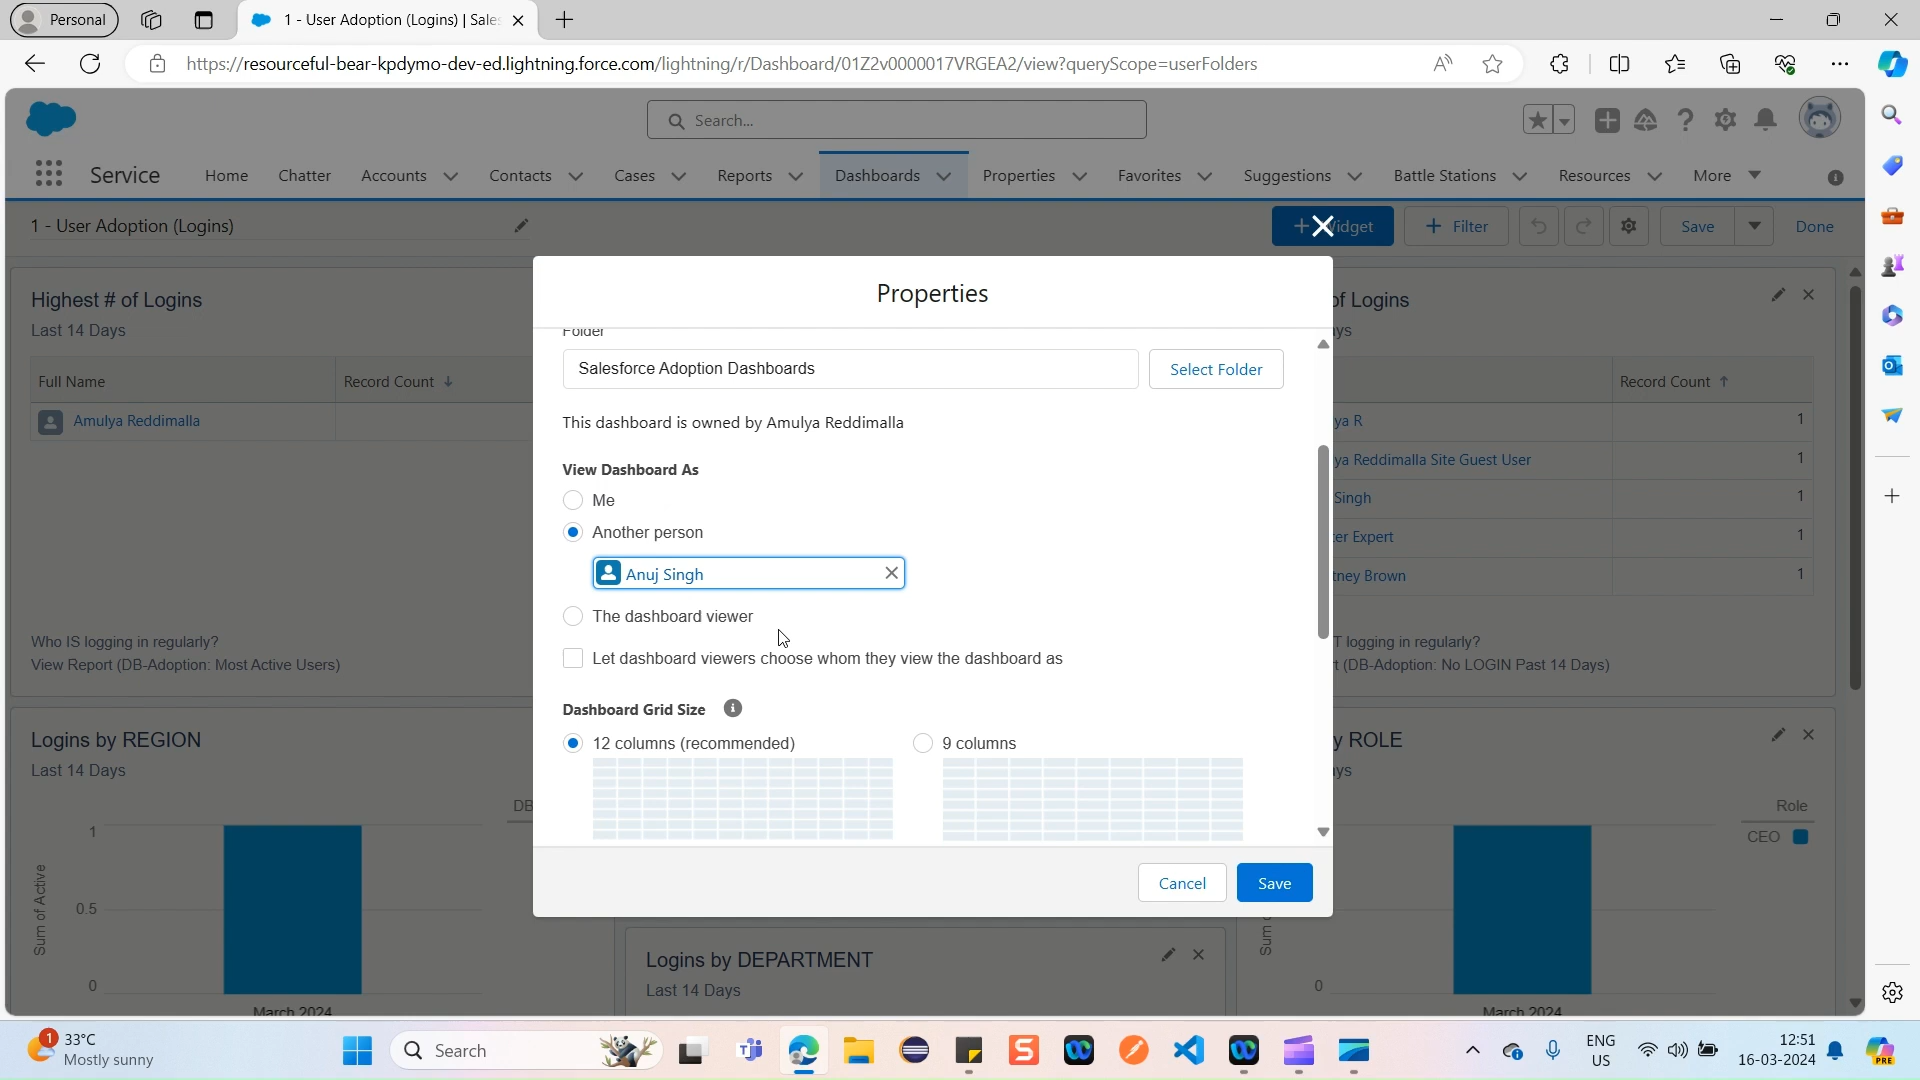 Personal
1 - User Adoption (Logins) | Sales
https://resourceful-bear-kpdymo-dev-ed.lightning.force.com/lightning/r/Dashboard/01Z2v0000017VRGEA2/view?queryScope=userFolders
Search...
Service
Home
Chatter
Accounts
Contacts
Cases
Reports
Dashboards
Properties
Favorites
Suggestions
Battle Stations
Resources
More
1 - User Adoption (Logins)
+ Widget
+ Filter
Save
Done
Highest # of Logins
Last 14 Days
Full Name
Record Count ↓
Amulya Reddimalla
Who IS logging in regularly?
View Report (DB-Adoption: Most Active Users)
of Logins
ys
Record Count ↑
ya R
1
ya Reddimalla Site Guest User
1
Singh
1
er Expert
1
tney Brown
1
T logging in regularly?
t (DB-Adoption: No LOGIN Past 14 Days)
Properties
Folder
Salesforce Adoption Dashboards
Select Folder
This dashboard is owned by Amulya Reddimalla
View Dashboard As
Me
Another person
Anuj Singh
The dashboard viewer
Let dashboard viewers choose whom they view the dashboard as
Dashboard Grid Size
12 columns (recommended)
9 columns
Cancel
Save
Logins by REGION
Last 14 Days
DB
1
0.5
0
Sum of Active
March 2024
Logins by DEPARTMENT
Last 14 Days
y ROLE
ys
Role
CEO
Sum o
0
March 2024
1
33°C
Mostly sunny
Search
ENG
US
12:51
16-03-2024
PRE